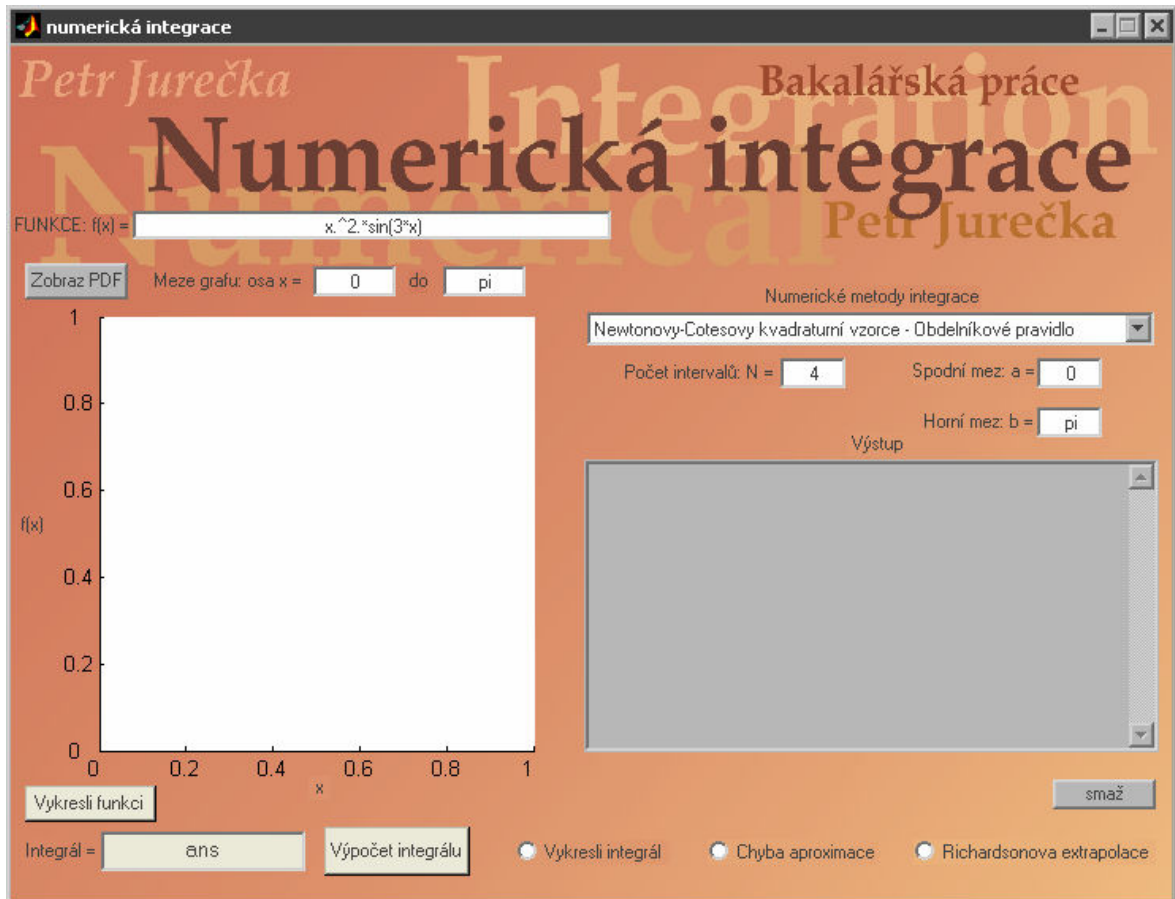 numerická integrace
Petr Jurečka
Integration
Bakalářská práce
Numerická integrace
Numerical
Petr Jurečka
FUNKCE: f(x) = x.^2.*sin(3*x)
Zobraz PDF Meze grafu: osa x = 0 do pi
Numerické metody integrace
Newtonovy-Cotesovy kvadraturní vzorce - Obdelníkové pravidlo
Počet intervalů: N = 4 Spodní mez: a = 0
Horní mez: b = pi
Výstup
1
0.8
0.6
f(x)
0.4
0.2
0
0 0.2 0.4 0.6 0.8 1
x
Vykresli funkci
smaž
Integrál = ans Výpočet integrálu Vykresli integrál Chyba aproximace Richardsonova extrapolace